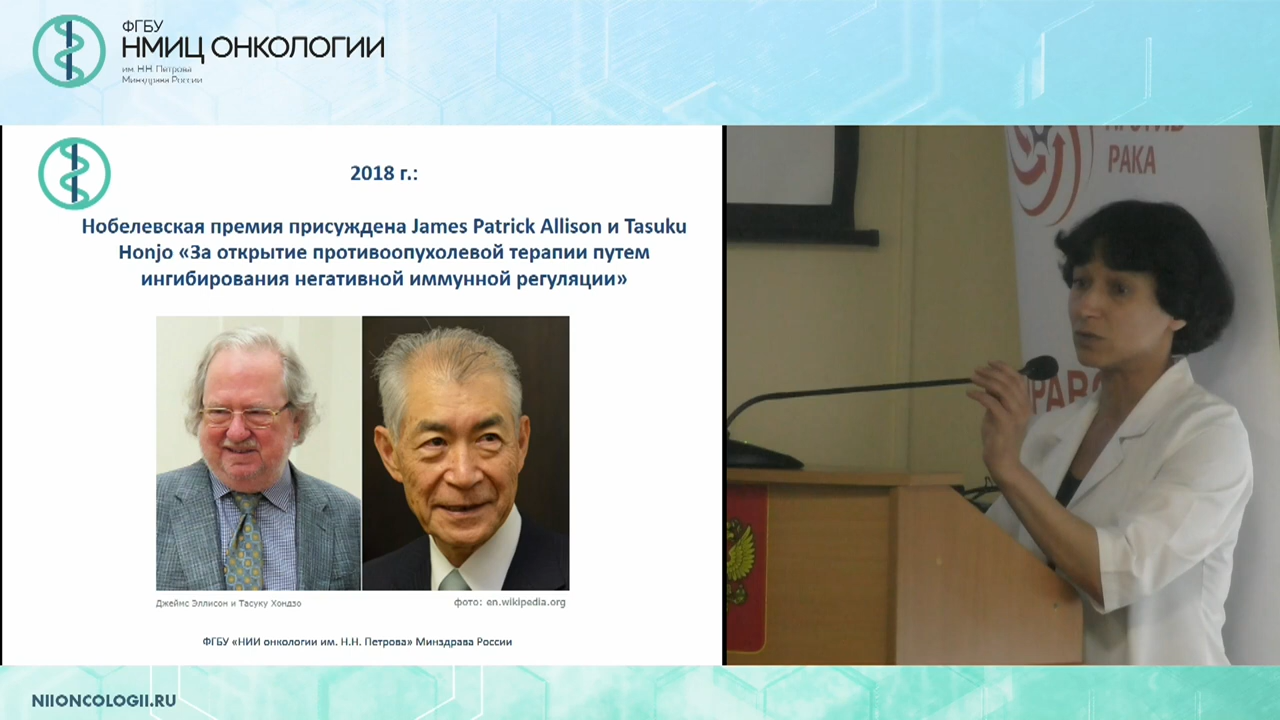 ФГБУ
НМИЦ ОНКОЛОГИИ
им. Н.Н. Петрова
Минздрава России
2018 г.:
Нобелевская премия присуждена James Patrick Allison и Tasuku
Honjo «За открытие противоопухолевой терапии путем
ингибирования негативной иммунной регуляции»
Джеймс Эллисон и Тасуку Хондзо
фото: en.wikipedia.org
ФГБУ «НИИ онкологии им. Н.Н. Петрова» Минздрава России
ПРОТИВ
РАКА
NIIONCOLOGII.RU